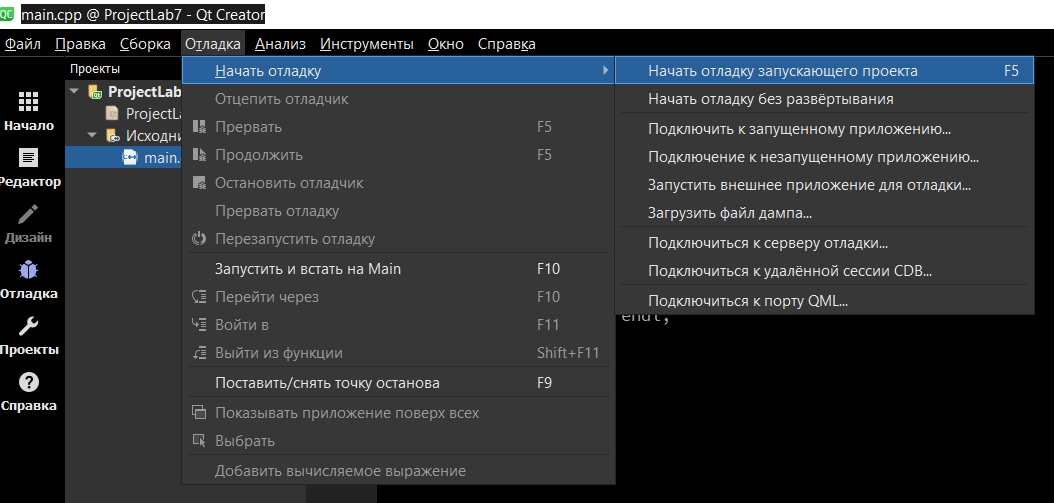 QC main.cpp @ ProjectLab7 - Qt Creator
Файл Правка Сборка Отладка Анализ Инструменты Окно Справка
Проекты
Начало
Редактор
Дизайн
Отладка
Проекты
Справка
ProjectLab
ProjectLa
Исходни
main.
Начать отладку
Отцепить отладчик
Прервать F5
Продолжить F5
Остановить отладчик
Прервать отладку
Перезапустить отладку
Запустить и встать на Main F10
Перейти через F10
Войти в F11
Выйти из функции Shift+F11
Поставить/снять точку останова F9
Показывать приложение поверх всех
Выбрать
Добавить вычисляемое выражение
Начать отладку запускающего проекта F5
Начать отладку без развёртывания
Подключить к запущенному приложению...
Подключение к незапущенному приложению...
Запустить внешнее приложение для отладки...
Загрузить файл дампа...
Подключиться к серверу отладки...
Подключиться к удалённой сессии CDB...
Подключиться к порту QML...
endl;